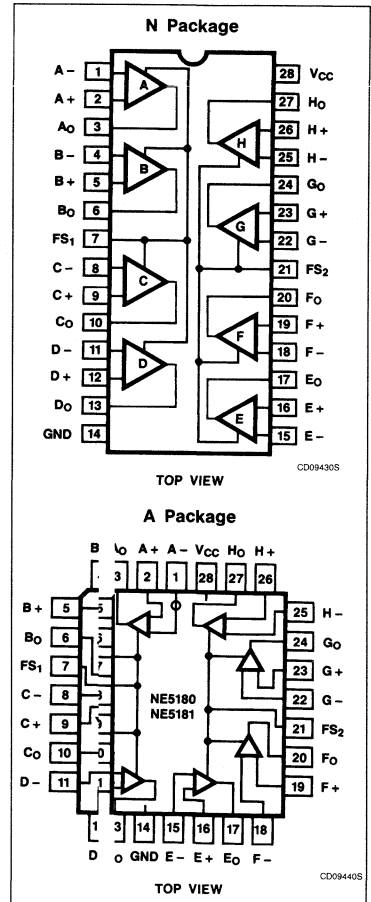 N Package
A- 1
A+ 2
AO 3
B- 4
B+ 5
BO 6
FS1 7
C- 8
C+ 9
CO 10
D- 11
D+ 12
DO 13
GND 14
28 VCC
27 HO
26 H+
25 H-
24 GO
23 G+
22 G-
21 FS2
20 FO
19 F+
18 F-
17 EO
16 E+
15 E-
A
B
C
D
H
G
F
E
CD09430S
TOP VIEW
A Package
B O A+ A- VCC HO H+
3 2 1 28 27 26
B+ 5
BO 6
FS1 7
C- 8
C+ 9
CO 10
D- 11
NE5180
NE5181
25 H-
24 GO
23 G+
22 G-
21 FS2
20 FO
19 F+
1 3 14 15 16 17 18
D O GND E- E+ EO F-
CD09440S
TOP VIEW